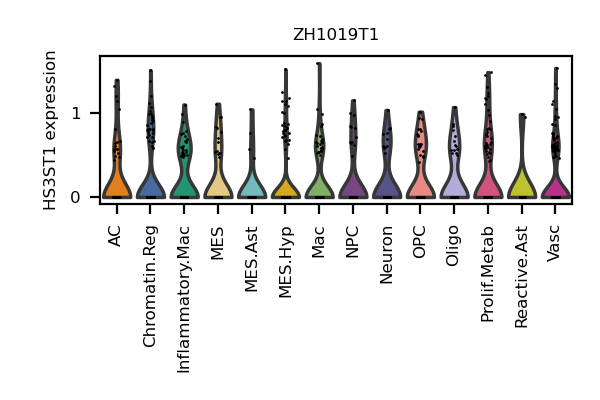 ZH1019T1
HS3ST1 expression
1
0
AC
Chromatin.Reg
Inflammatory.Mac
MES
MES.Ast
MES.Hyp
Mac
NPC
Neuron
OPC
Oligo
Prolif.Metab
Reactive.Ast
Vasc